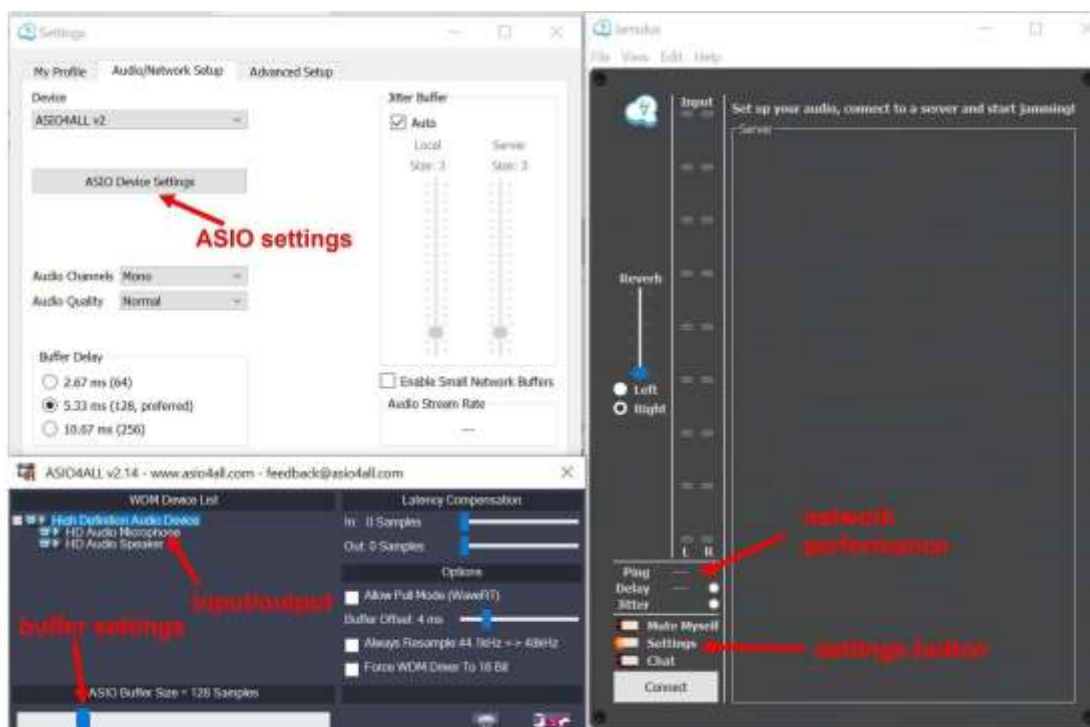 Settings
My Profile
Audio/Network Setup
Advanced Setup
Device
ASIO4ALL v2
ASIO Device Settings
ASIO settings
Audio Channels Mono
Audio Quality Normal
Buffer Delay
2.67 ms (64)
5.33 ms (128, preferred)
10.67 ms (256)
Jitter Buffer
Auto
Local Server
Size: 3 Size: 3
Enable Small Network Buffers
Audio Stream Rate
---
ASIO4ALL v2.14 - www.asio4all.com - feedback@asio4all.com
WDM Device List
High Definition Audio Device
HD Audio Microphone
HD Audio Speaker
input/output
buffer settings
ASIO Buffer Size = 128 Samples
Latency Compensation
In: 0 Samples
Out: 0 Samples
Options
Allow Pull Mode (WaveRT)
Buffer Offset: 4 ms
Always Resample 44.1kHz <-> 48kHz
Force WDM Driver To 16 Bit
Jamulus
File View Edit Help
Input
Set up your audio, connect to a server and start jamming!
Server
Reverb
Left
Right
L R
network
performance
Ping ---
Delay ---
Jitter
Mute Myself
Settings
Chat
settings button
Connect